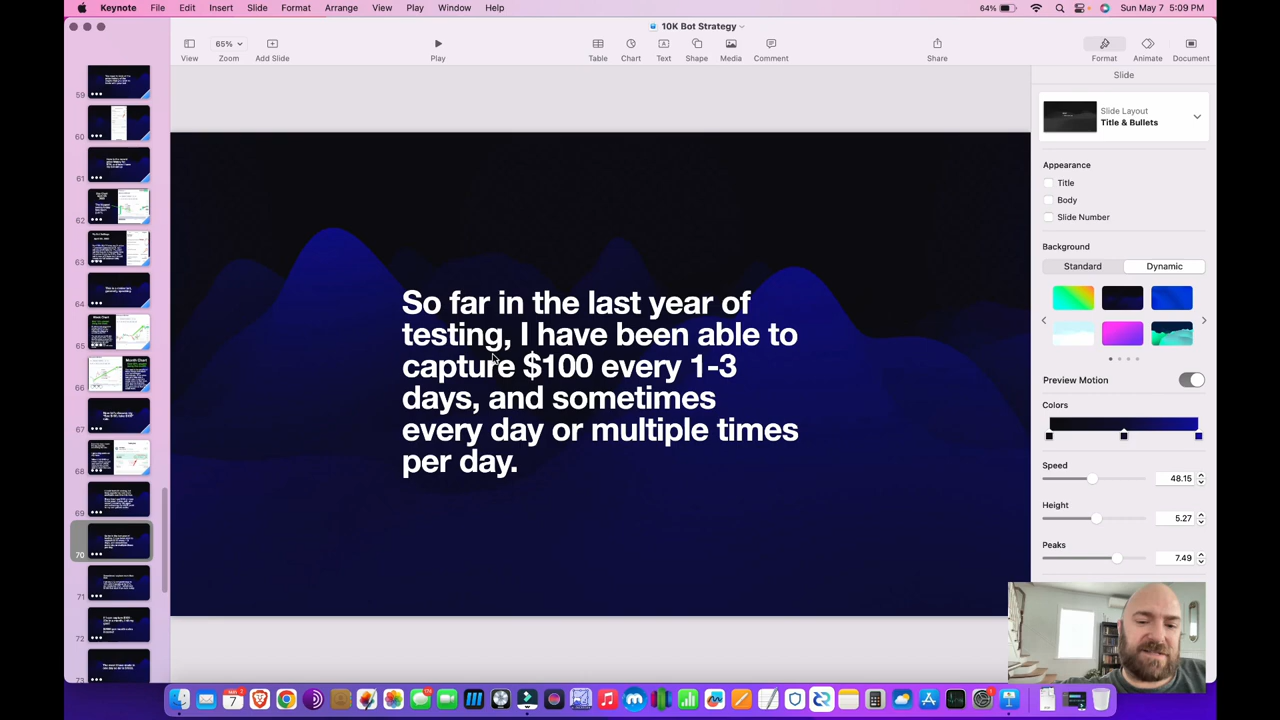 Keynote File Edit Insert Slide Format Arrange View Play Window Help 64% Sun May 7 5:09 PM
10K Bot Strategy
65%
View Zoom Add Slide Play Table Chart Text Shape Media Comment Share Format Animate Document
Slide
Slide Layout
Title & Bullets
Appearance
Title
Body
Slide Number
Background
Standard Dynamic
Preview Motion
Colors
Speed
48.15
Height
5.27
Peaks
7.49
59
60
61
62
63
64
65
66
67
68
69
70
71
72
73
So far in the last year of
testing, I have been able to
capture $100 every 1-3
days, and sometimes
every day or multiple times
per day.